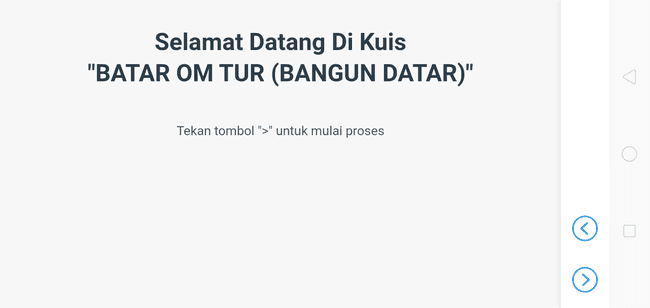 Selamat Datang Di Kuis
"BATAR OM TUR (BANGUN DATAR)"
Tekan tombol ">" untuk mulai proses